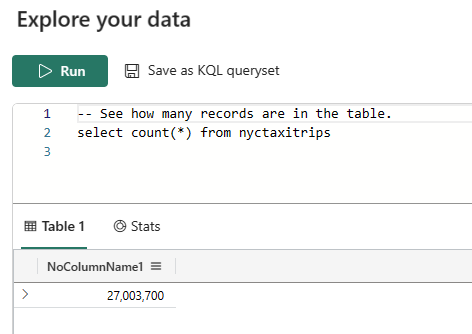 Explore your data
Run
Save as KQL queryset
1 -- See how many records are in the table.
2 select count(*) from nyctaxitrips
3
Table 1
Stats
NoColumnName1
27,003,700